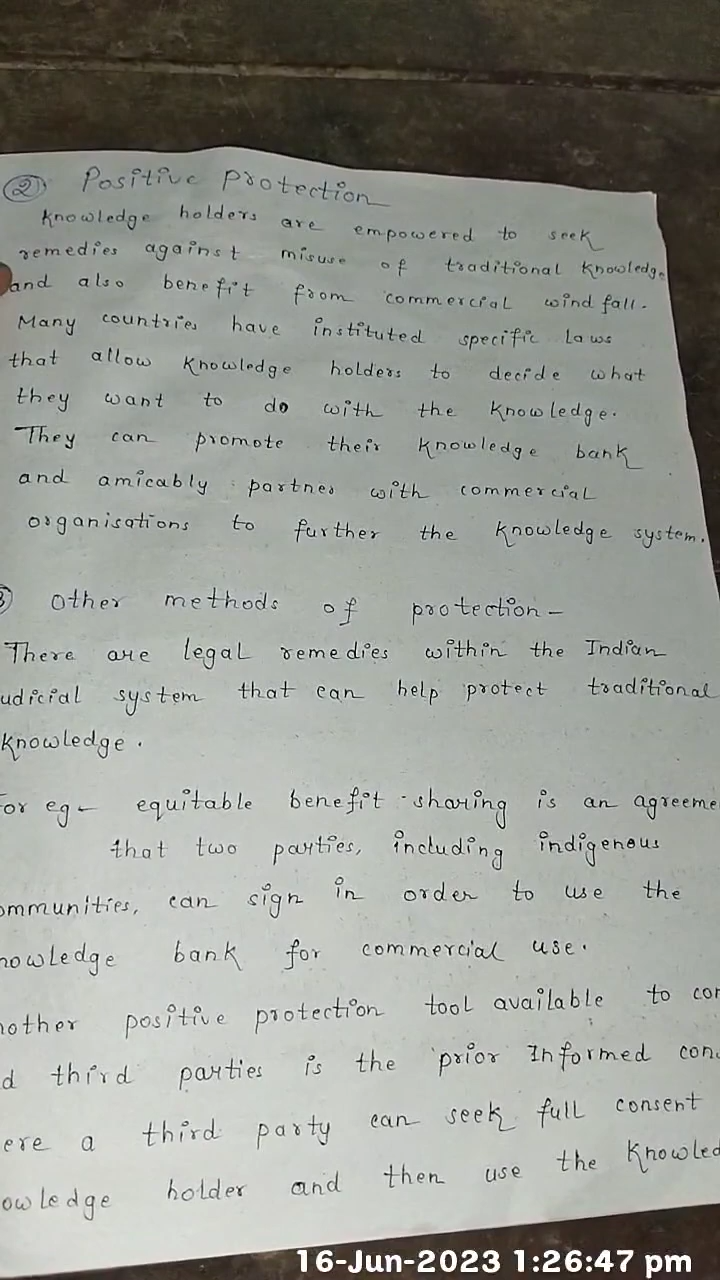 ② Positive Protection
Knowledge holders are empowered to seek
remedies against misuse of traditional Knowledge
and also benefit from commercial wind fall.
Many countries have instituted specific laws
that allow Knowledge holders to decide what
they want to do with the Knowledge.
They can promote their Knowledge bank
and amicably partner with commercial
organisations to further the Knowledge system.
other methods of protection -
There are legal remedies within the Indian
udicial system that can help protect traditional
Knowledge.
or eg- equitable benefit-sharing is an agreeme
that two parties, including indigenous
ommunities, can sign in order to use the
nowledge bank for commercial use.
nother positive protection tool available to con
d third parties is the prior Informed con
ere a third party can seek full consent
owledge holder and then use the Knowled
16-Jun-2023 1:26:47 pm